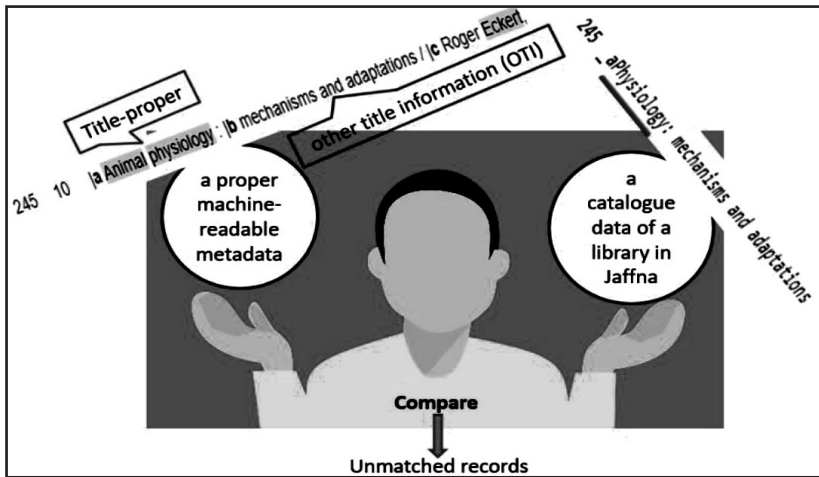 245 10 |a Animal physiology : |b mechanisms and adaptations / |c Roger Eckert,
Title-proper
other title information (OTI)
245 _aPhysiology: mechanisms and adaptations
a proper
machine-
readable
metadata
a
catalogue
data of a
library in
Jaffna
Compare
Unmatched records